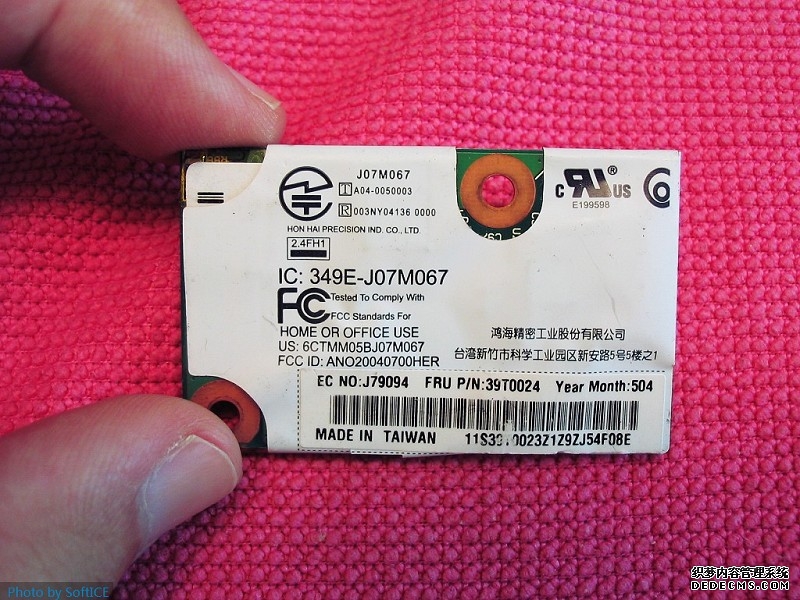 J07M067
T A04-0050003
R 003NY04136 0000
HON HAI PRECISION IND. CO., LTD.
2.4FH1
c RU ® US
E199598
IC: 349E-J07M067
FC Tested To Comply With
FCC Standards For
HOME OR OFFICE USE
US: 6CTMM05BJ07M067
FCC ID: ANO20040700HER
鸿海精密工业股份有限公司
台湾新竹市科学工业园区新安路5号5楼之1
EC NO:J79094 FRU P/N:39T0024 Year Month:504
MADE IN TAIWAN 11S39T0023Z1Z9ZJ54F08E
Photo by SoftICE
织梦内容管理系统
DEDECMS.COM